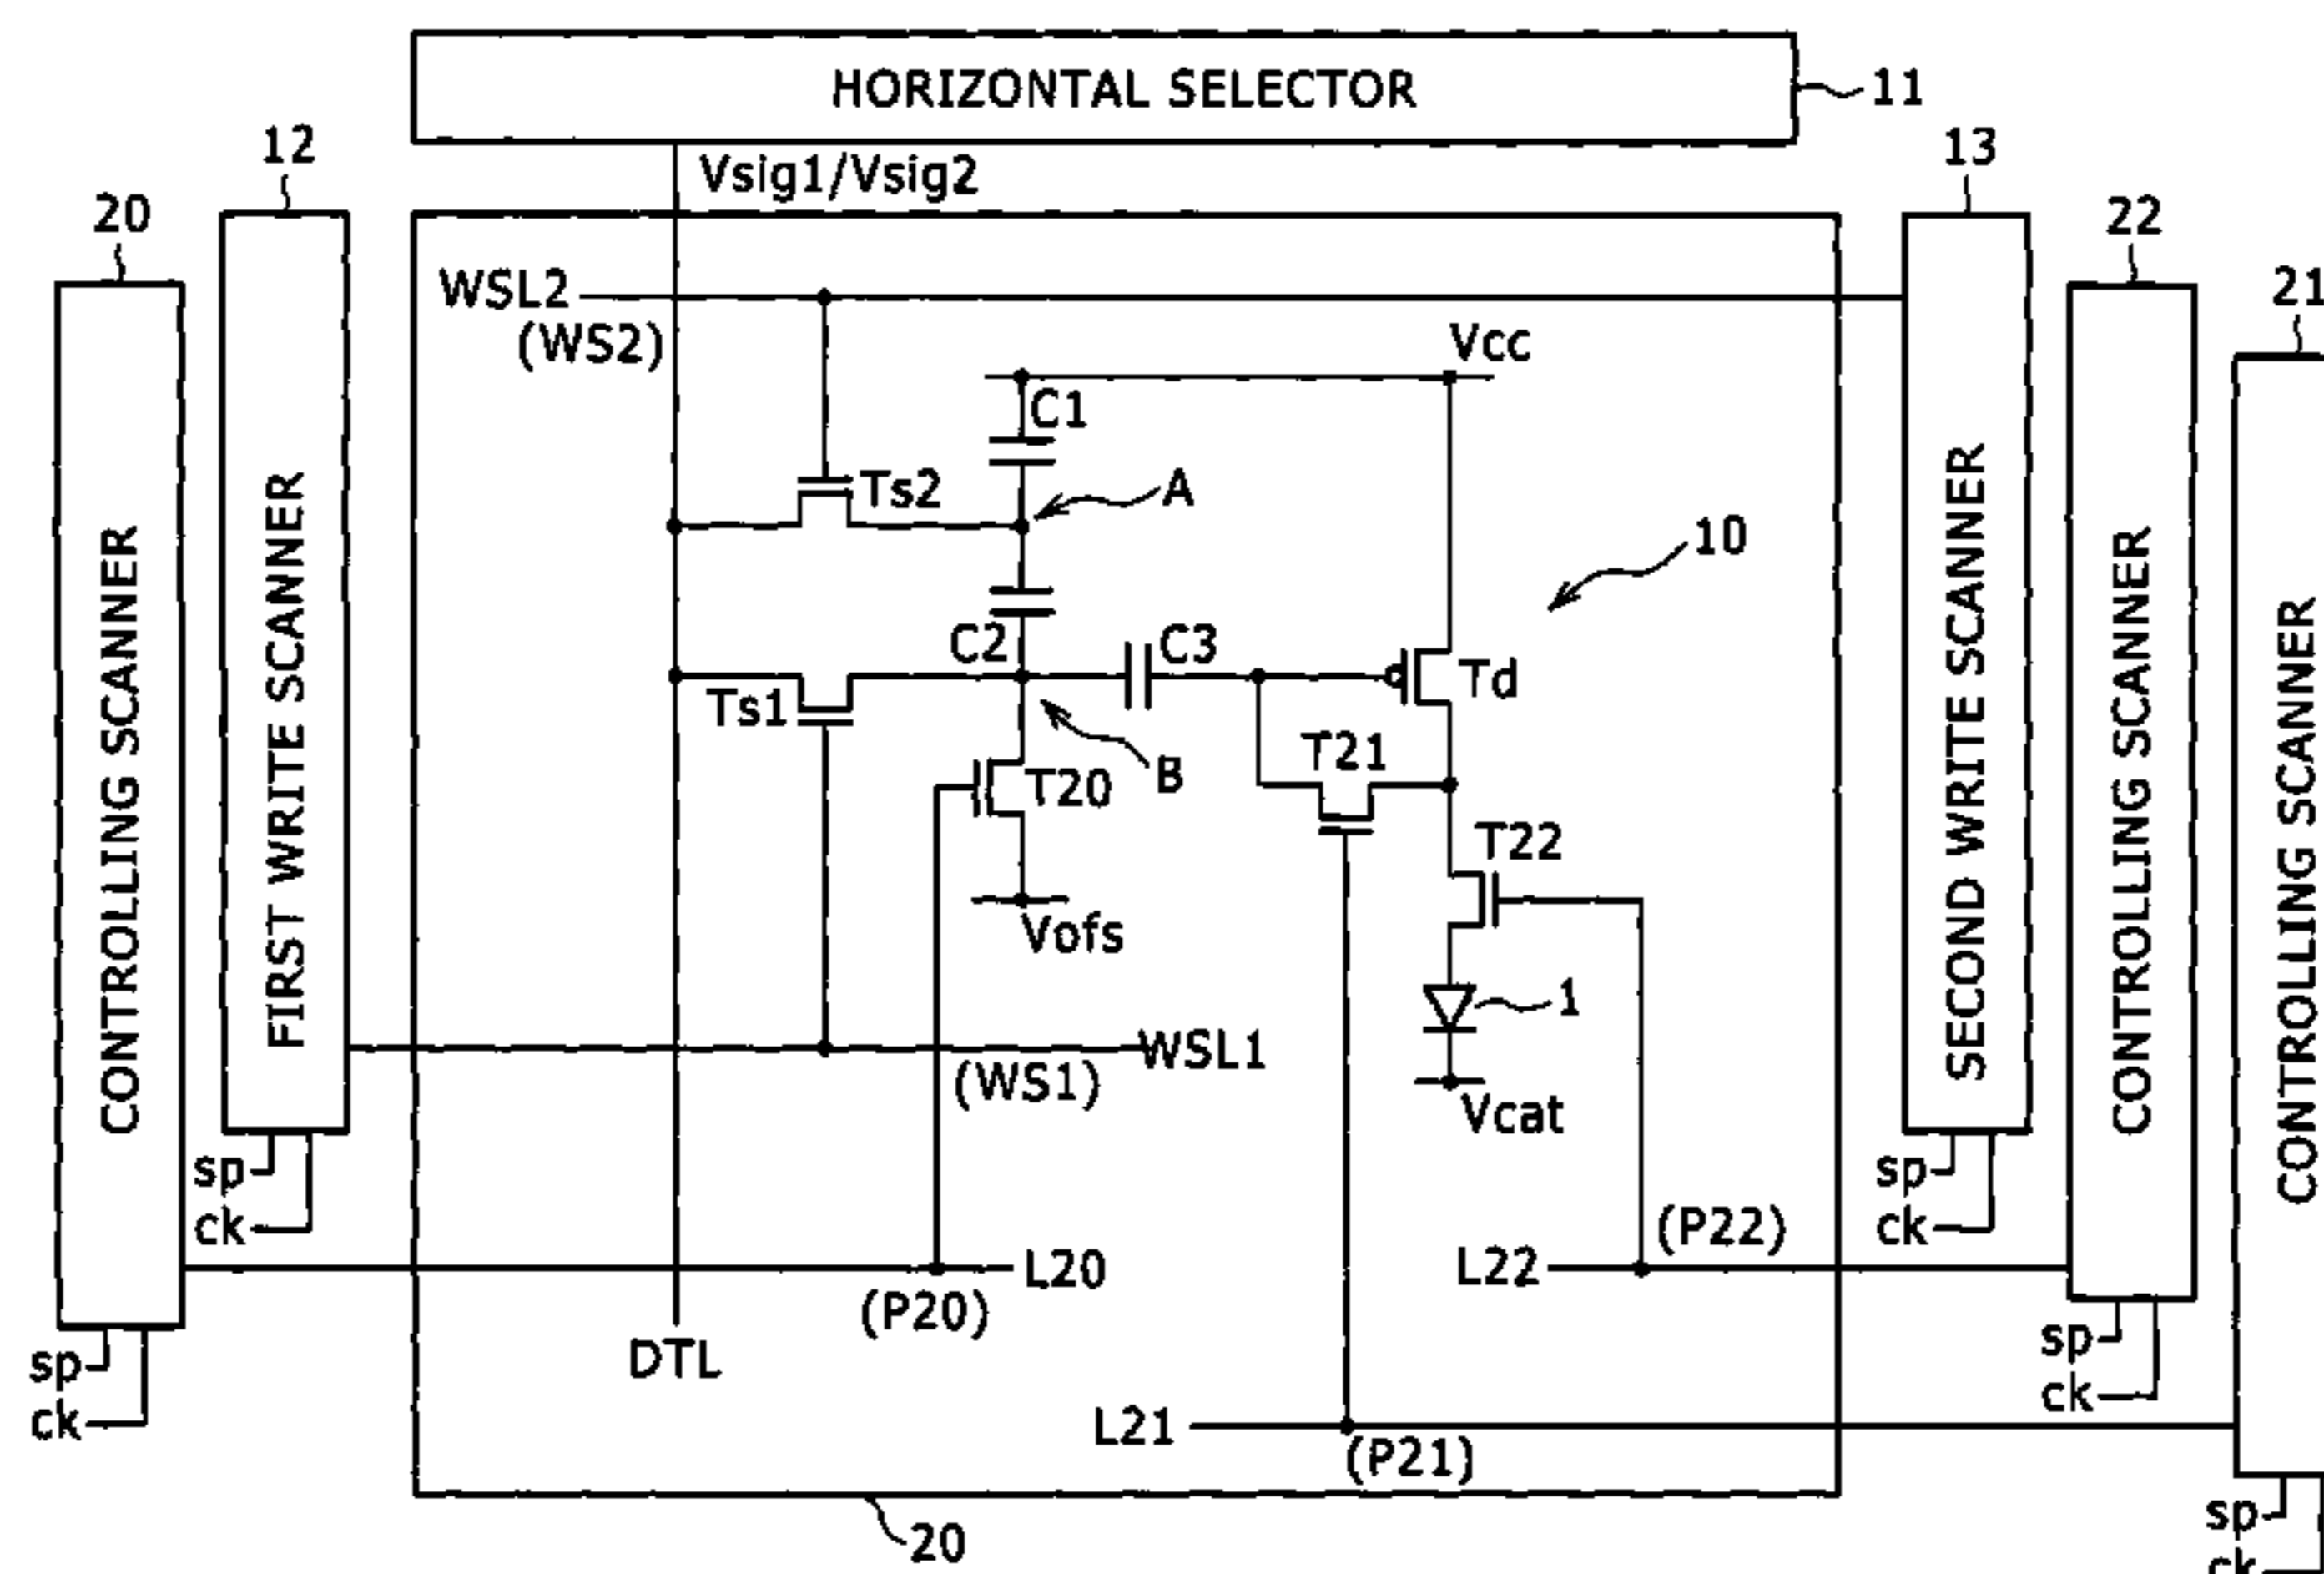 HORIZONTAL SELECTOR
11
12
13
20
22
21
Vsig1/Vsig2
WSL2
(WS2)
Vcc
C1
Ts2
A
10
C2
C3
Td
Ts1
T21
B
T20
T22
Vofs
1
WSL1
(WS1)
Vcat
CONTROLLING SCANNER
FIRST WRITE SCANNER
SECOND WRITE SCANNER
CONTROLLING SCANNER
CONTROLLING SCANNER
sp
ck
sp
ck
(P22)
L20
L22
(P20)
DTL
sp
ck
sp
ck
L21
(P21)
20
sp
ck